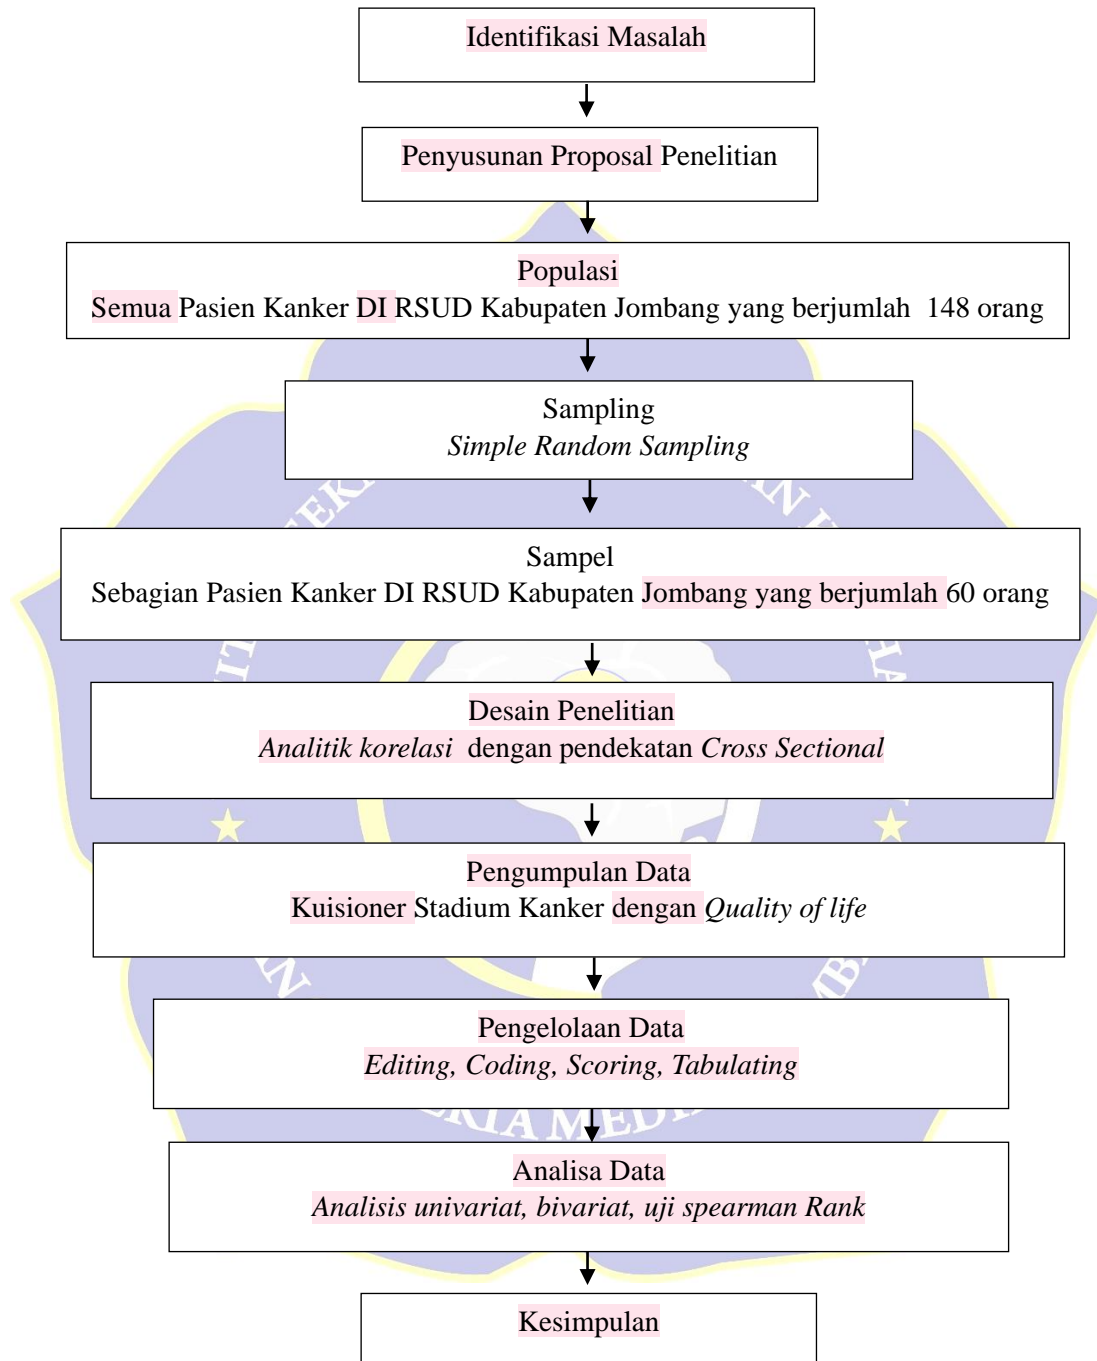 Identifikasi Masalah
Penyusunan Proposal Penelitian
Populasi
Semua Pasien Kanker DI RSUD Kabupaten Jombang yang berjumlah 148 orang
Sampling
Simple Random Sampling
Sampel
Sebagian Pasien Kanker DI RSUD Kabupaten Jombang yang berjumlah 60 orang
Desain Penelitian
Analitik korelasi dengan pendekatan Cross Sectional
Pengumpulan Data
Kuisioner Stadium Kanker dengan Quality of life
Pengelolaan Data
Editing, Coding, Scoring, Tabulating
Analisa Data
Analisis univariat, bivariat, uji spearman Rank
Kesimpulan